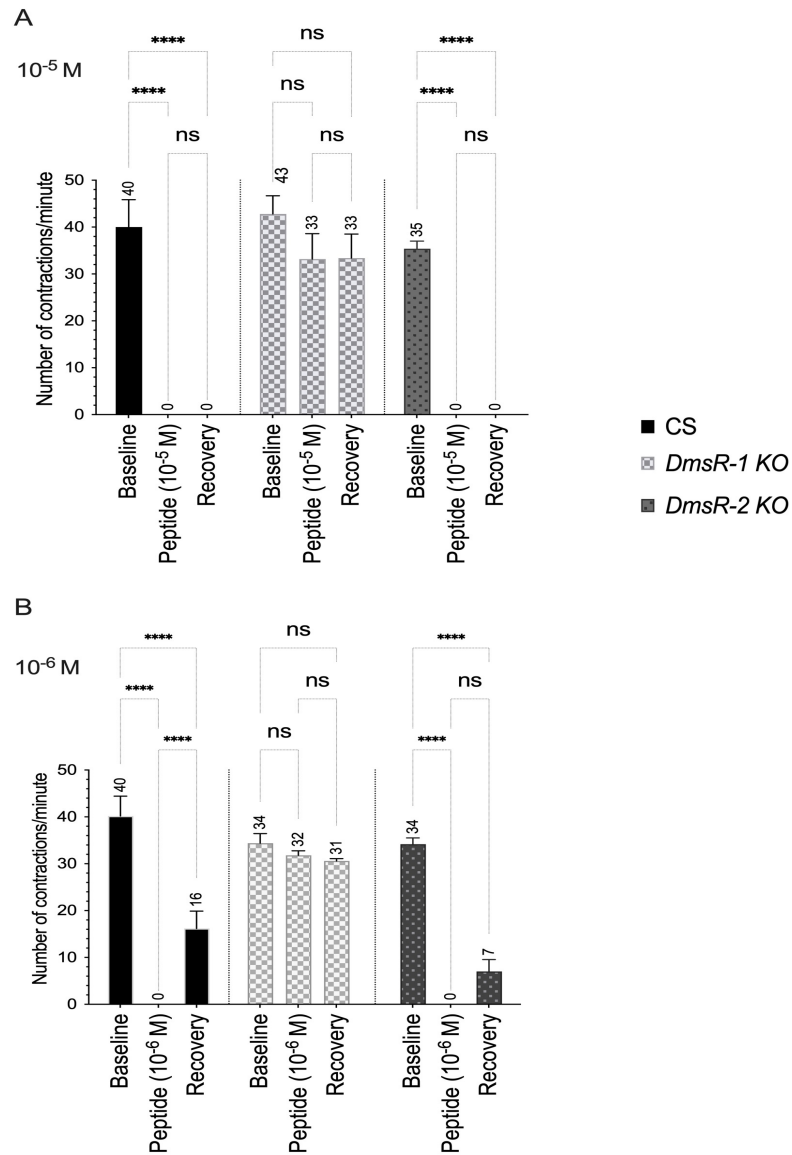 A
10-5 M
**** ns ****
**** ns ****
ns ns ns
Number of contractions/minute
50
40
30
20
10
0
40 0 0 43 33 33 35 0 0
Baseline Peptide (10-5 M) Recovery Baseline Peptide (10-5 M) Recovery Baseline Peptide (10-5 M) Recovery
CS
DmsR-1 KO
DmsR-2 KO
B
10-6 M
**** ns ****
**** ns ns
**** ns ****
Number of contractions/minute
50
40
30
20
10
0
40 0 16 34 32 31 34 0 7
Baseline Peptide (10-6 M) Recovery Baseline Peptide (10-6 M) Recovery Baseline Peptide (10-6 M) Recovery